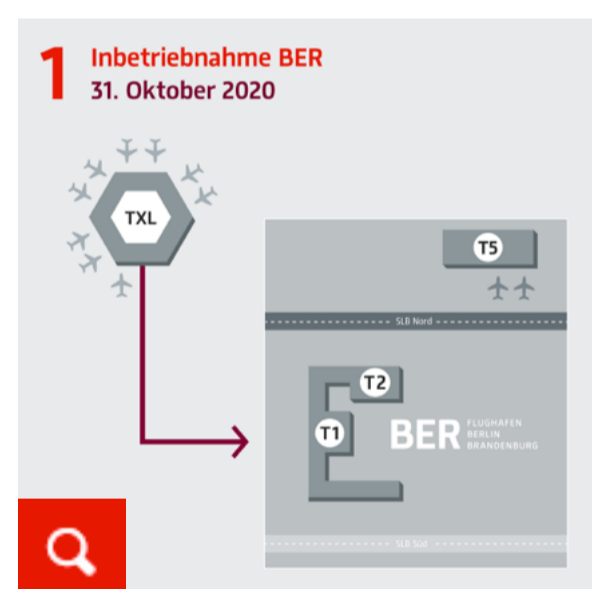 1 Inbetriebnahme BER
31. Oktober 2020
TXL
T5
SLB Nord
T2
T1
BER FLUGHAFEN
BERLIN
BRANDENBURG
SLB Süd